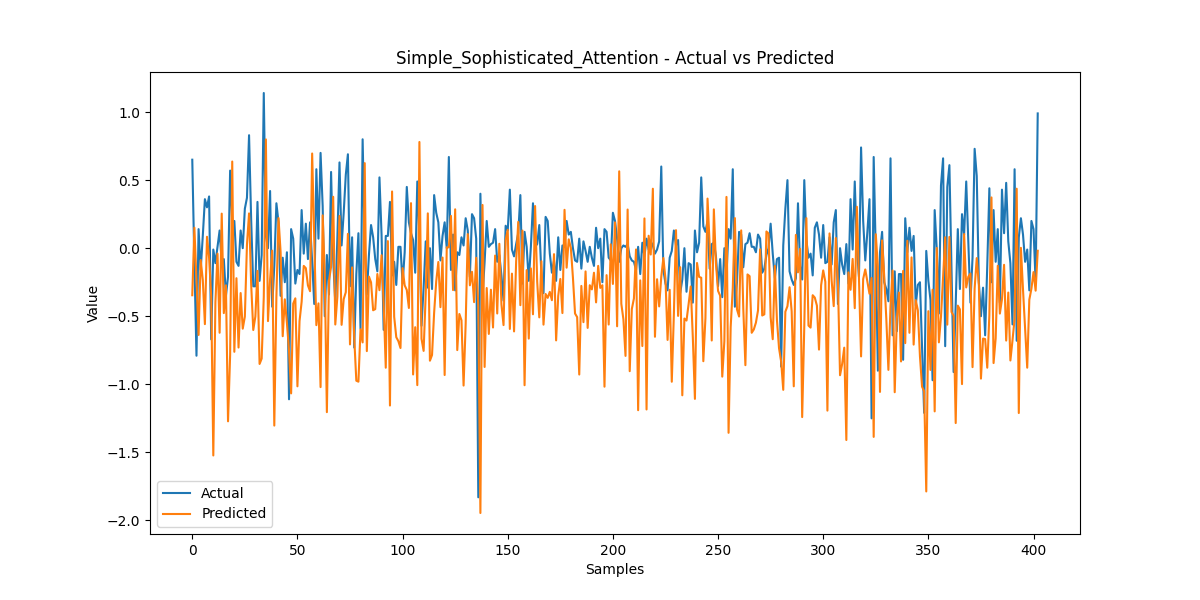 Simple_Sophisticated_Attention - Actual vs Predicted
1.0
0.5
0.0
−0.5
−1.0
−1.5
−2.0
Value
Actual
Predicted
0 50 100 150 200 250 300 350 400
Samples